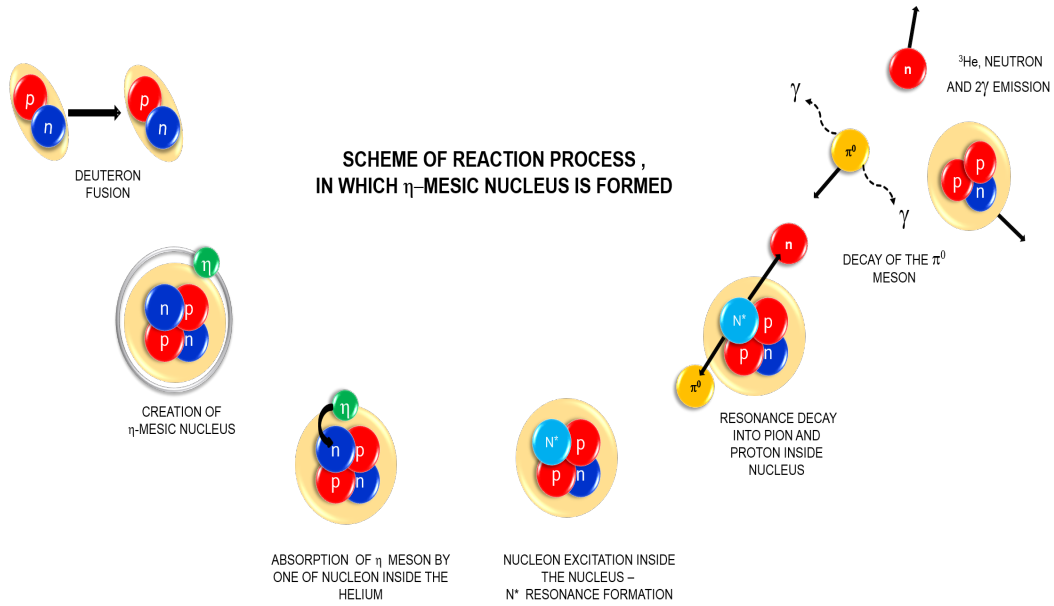 SCHEME OF REACTION PROCESS ,
IN WHICH η–MESIC NUCLEUS IS FORMED
p
n
p
n
DEUTERON
FUSION
η
n
p
p
n
CREATION OF
η-MESIC NUCLEUS
η
n
p
p
n
ABSORPTION OF η MESON BY
ONE OF NUCLEON INSIDE THE
HELIUM
N*
p
p
n
NUCLEON EXCITATION INSIDE
THE NUCLEUS –
N* RESONANCE FORMATION
n
N*
p
p
n
π⁰
RESONANCE DECAY
INTO PION AND
PROTON INSIDE
NUCLEUS
γ
π⁰
γ
DECAY OF THE π⁰
MESON
n
³He, NEUTRON
AND 2γ EMISSION
p
p
n